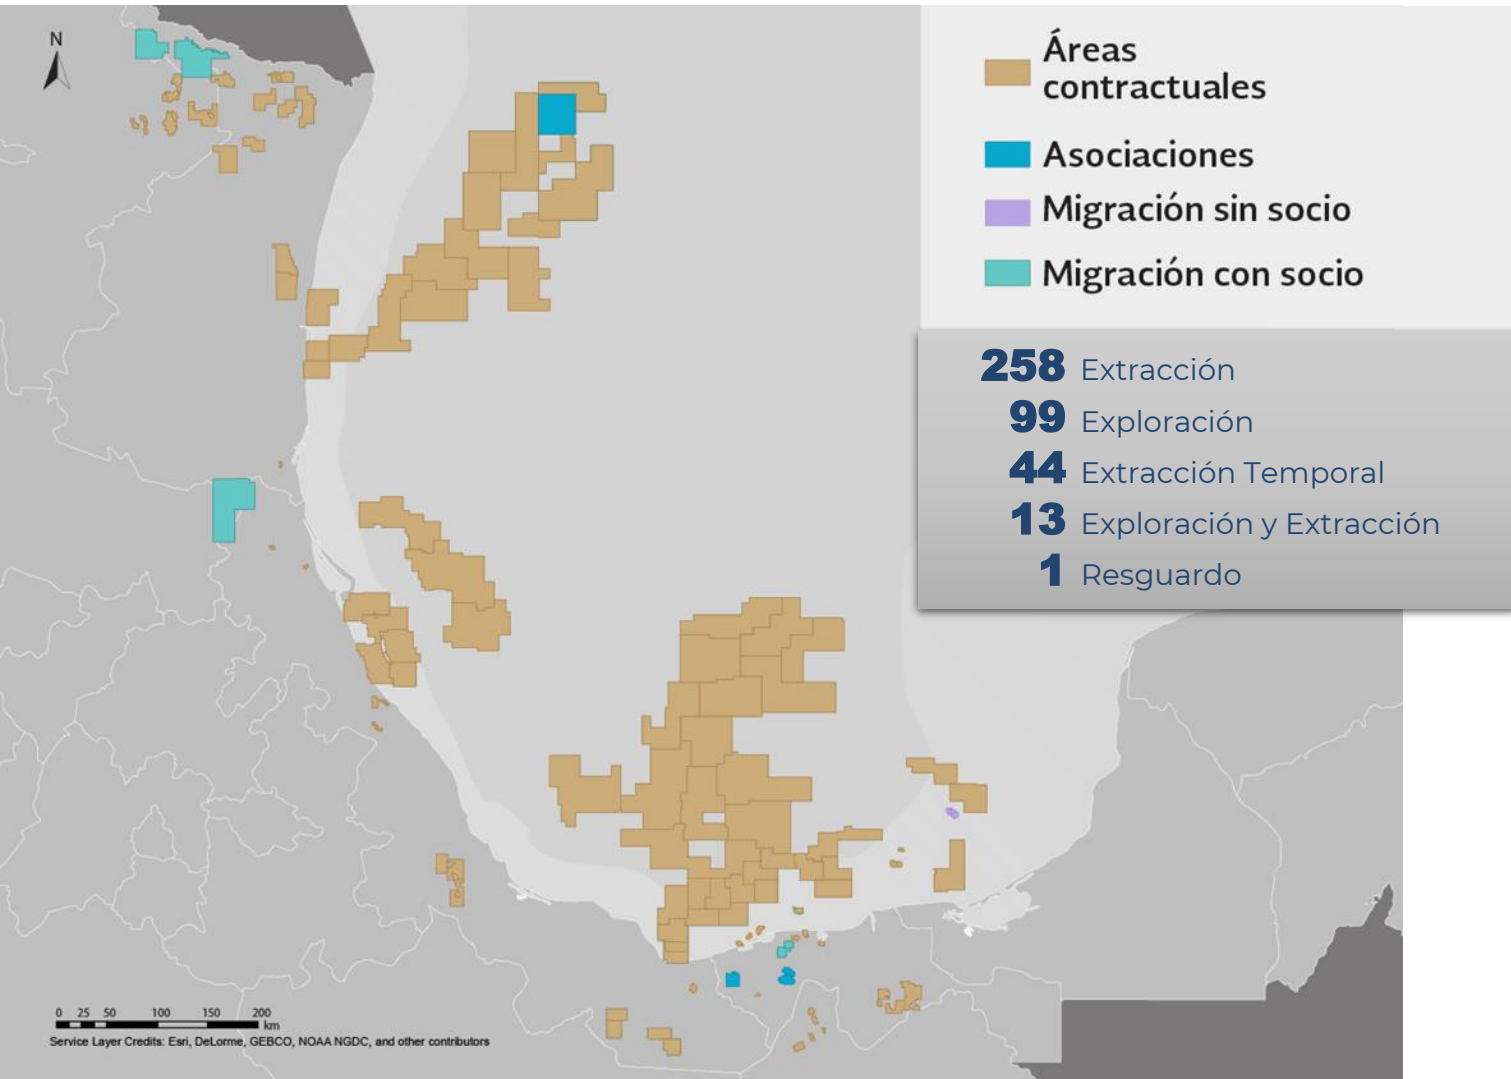 N
Áreas
contractuales
Asociaciones
Migración sin socio
Migración con socio
258 Extracción
99 Exploración
44 Extracción Temporal
13 Exploración y Extracción
1 Resguardo
0 25 50 100 150 200
km
Service Layer Credits: Esri, DeLorme, GEBCO, NOAA NGDC, and other contributors